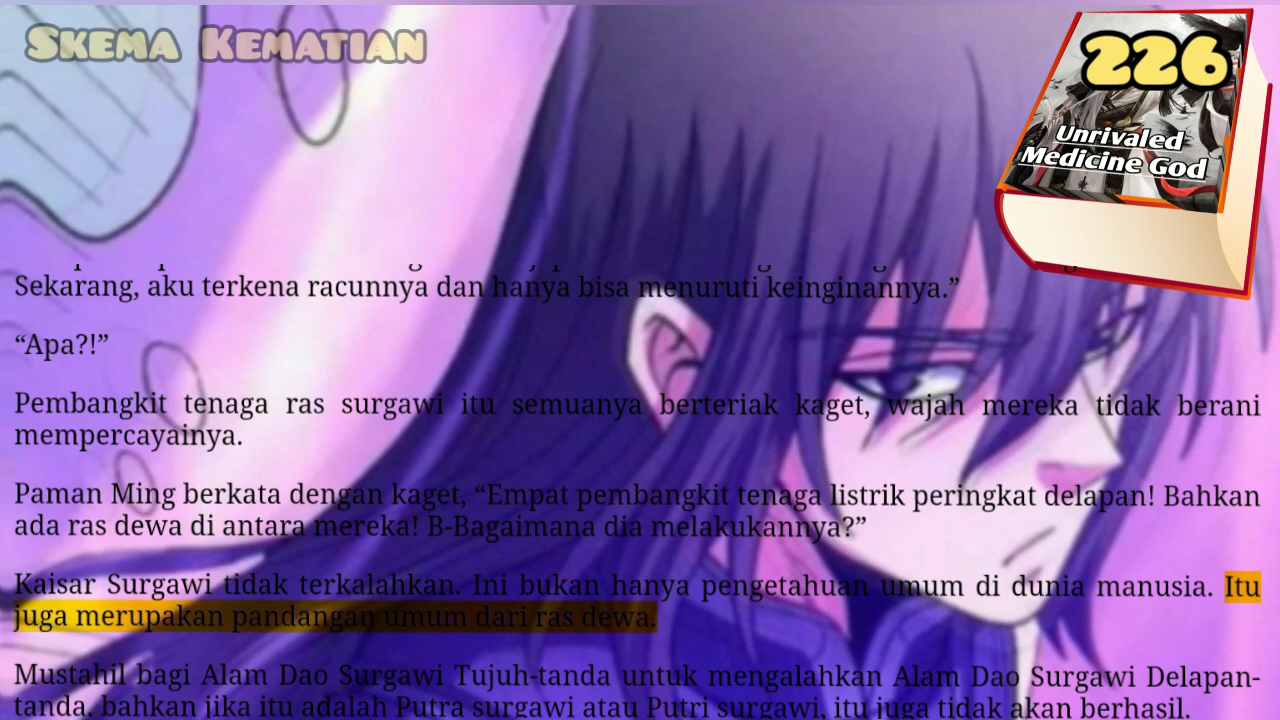 Skema Kematian
226
Unrivaled
Medicine God
Sekarang, aku terkena racunnya dan hanya bisa menuruti keinginannya.”
“Apa?!”
Pembangkit tenaga ras surgawi itu semuanya berteriak kaget, wajah mereka tidak berani
mempercayainya.
Paman Ming berkata dengan kaget, “Empat pembangkit tenaga listrik peringkat delapan! Bahkan
ada ras dewa di antara mereka! B-Bagaimana dia melakukannya?”
Kaisar Surgawi tidak terkalahkan. Ini bukan hanya pengetahuan umum di dunia manusia. Itu
juga merupakan pandangan umum dari ras dewa.
Mustahil bagi Alam Dao Surgawi Tujuh-tanda untuk mengalahkan Alam Dao Surgawi Delapan-
tanda, bahkan jika itu adalah Putra surgawi atau Putri surgawi, itu juga tidak akan berhasil.